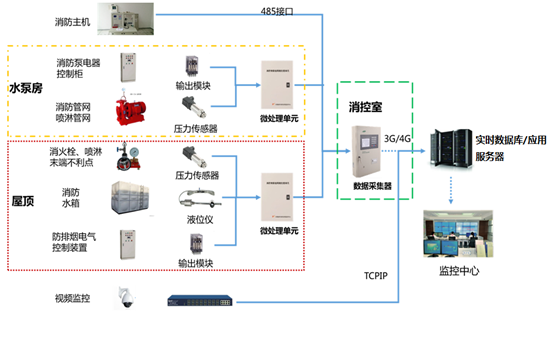 消防主机
485接口
水泵房
消防泵电器
控制柜
输出模块
消防管网
喷淋管网
压力传感器
微处理单元
消控室
3G/4G
数据采集器
实时数据库/应用
服务器
监控中心
屋顶
消火栓、喷淋
末端不利点
压力传感器
消防
水箱
液位仪
微处理单元
防排烟电气
控制装置
输出模块
TCPIP
视频监控